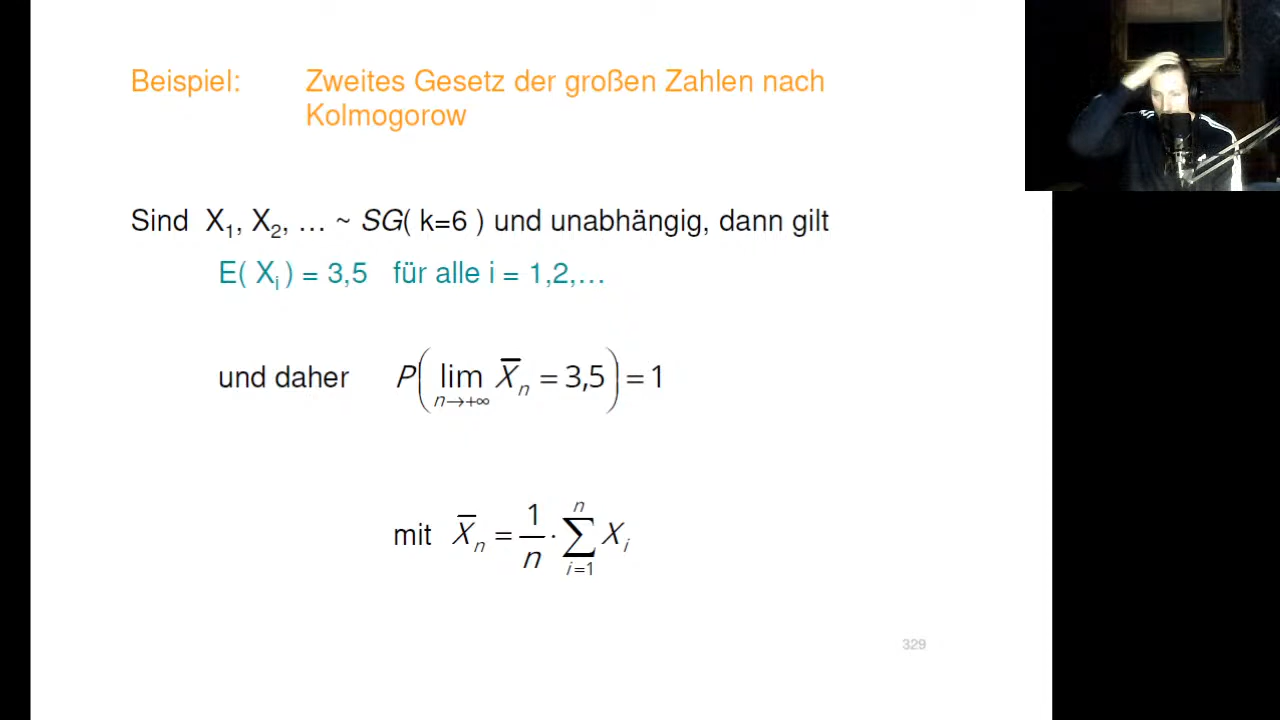 Beispiel: Zweites Gesetz der großen Zahlen nach
Kolmogorow
Sind X₁, X₂, … ~ SG( k=6 ) und unabhängig, dann gilt
E( Xᵢ ) = 3,5 für alle i = 1,2,…
und daher P( lim_{n→+∞} X̅ₙ = 3,5 ) = 1
mit X̅ₙ = 1/n · ∑_{i=1}^{n} Xᵢ
329